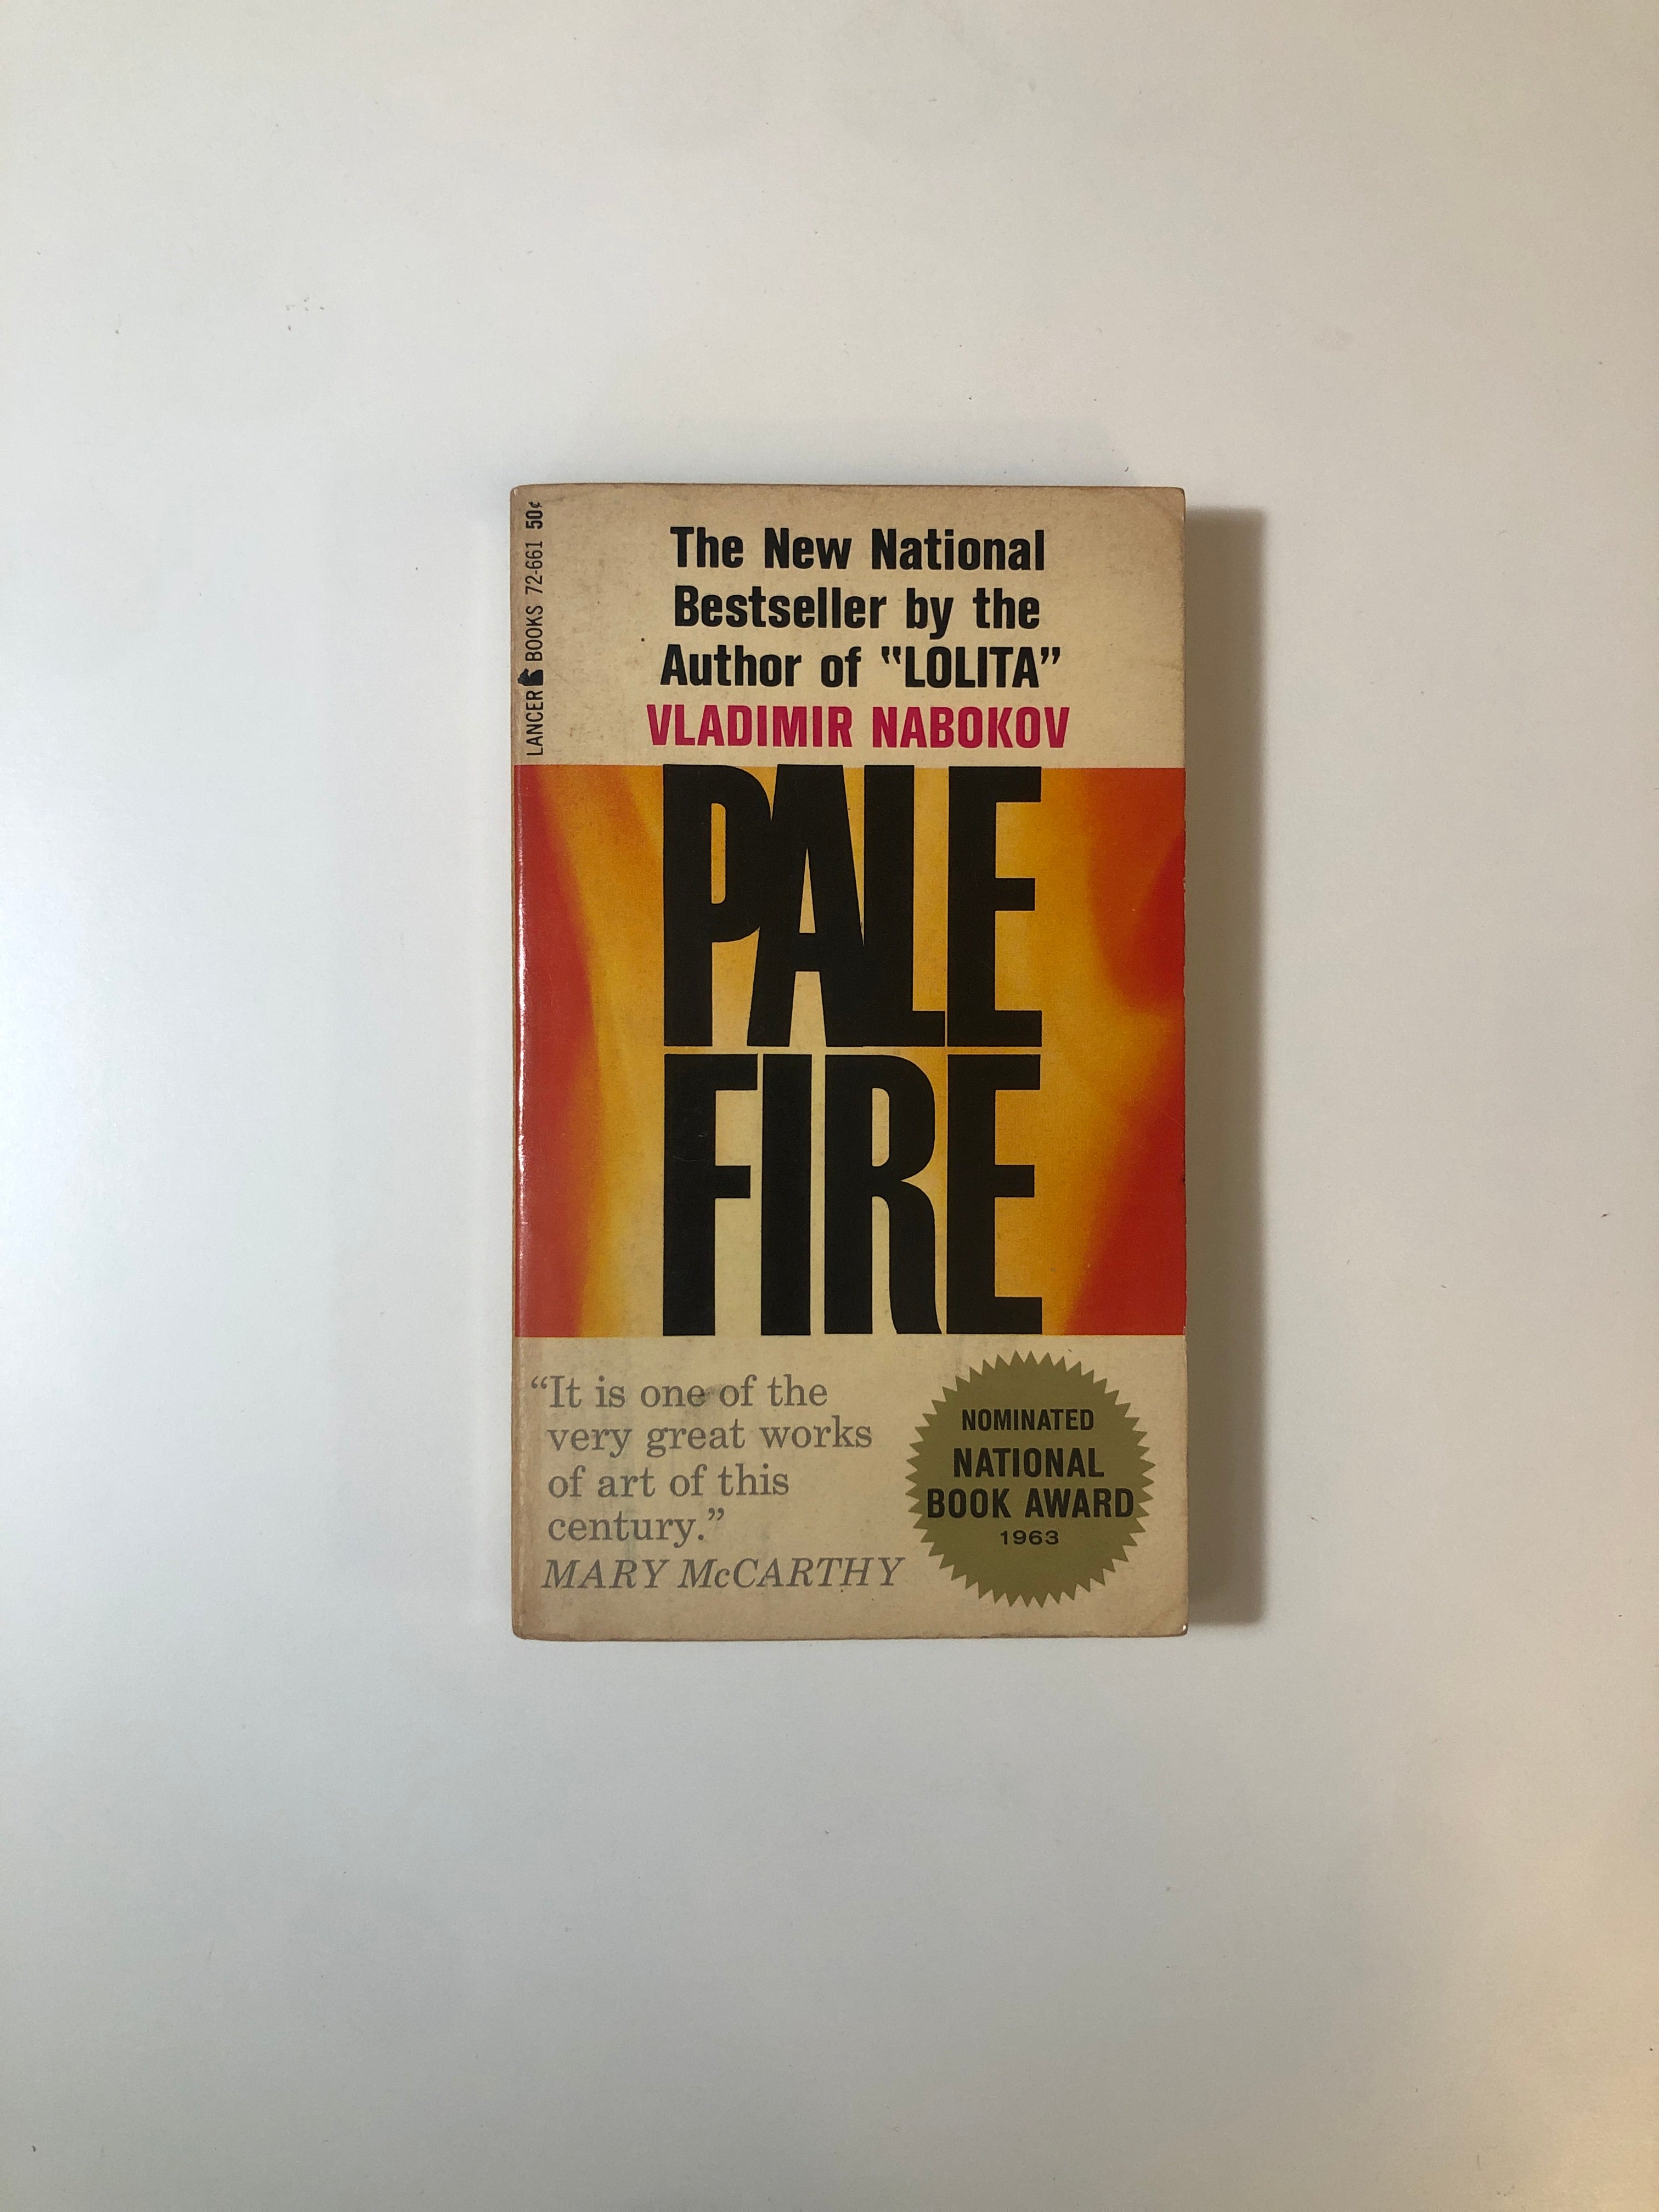 LANCER BOOKS 72-661 50¢
The New National
Bestseller by the
Author of "LOLITA"
VLADIMIR NABOKOV
PALE
FIRE
“It is one of the
very great works
of art of this
century.”
MARY McCARTHY
NOMINATED
NATIONAL
BOOK AWARD
1963